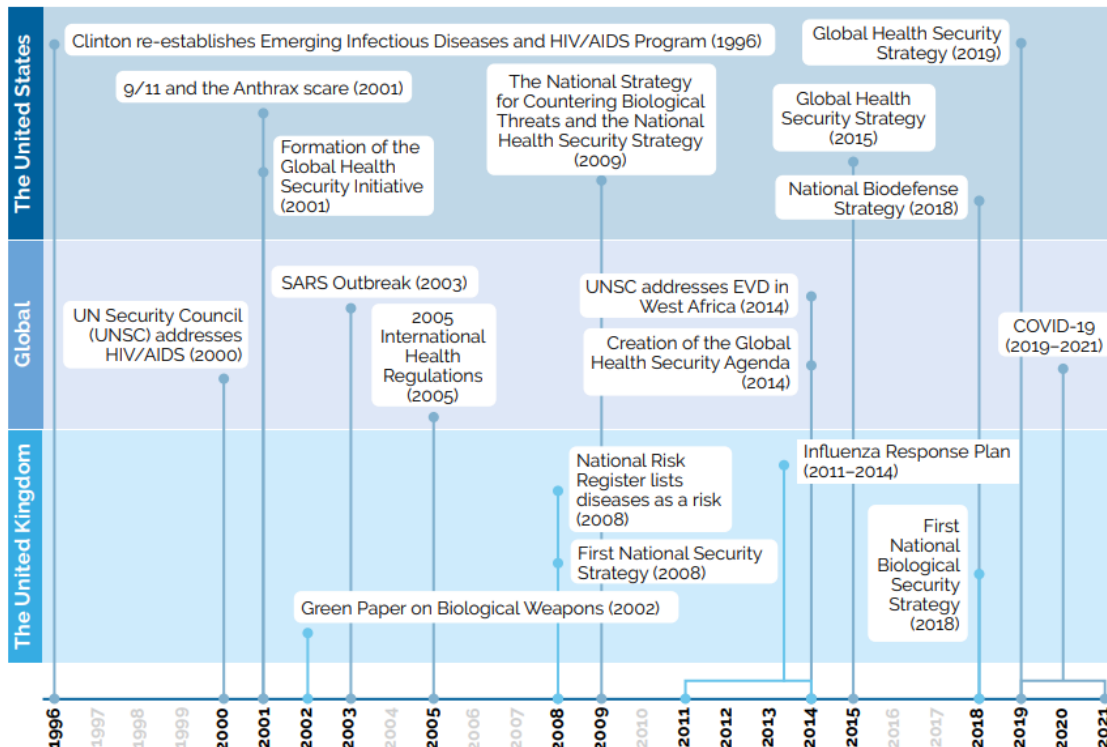 The United States
Clinton re-establishes Emerging Infectious Diseases and HIV/AIDS Program (1996)
9/11 and the Anthrax scare (2001)
Formation of the
Global Health
Security Initiative
(2001)
The National Strategy
for Countering Biological
Threats and the National
Health Security Strategy
(2009)
Global Health
Security Strategy
(2015)
National Biodefense
Strategy (2018)
Global Health Security
Strategy (2019)
Global
UN Security Council
(UNSC) addresses
HIV/AIDS (2000)
SARS Outbreak (2003)
2005
International
Health
Regulations
(2005)
UNSC addresses EVD in
West Africa (2014)
Creation of the Global
Health Security Agenda
(2014)
COVID-19
(2019–2021)
The United Kingdom
Green Paper on Biological Weapons (2002)
National Risk
Register lists
diseases as a risk
(2008)
First National Security
Strategy (2008)
Influenza Response Plan
(2011–2014)
First
National
Biological
Security
Strategy
(2018)
1996
1997
1998
1999
2000
2001
2002
2003
2004
2005
2006
2007
2008
2009
2010
2011
2012
2013
2014
2015
2016
2017
2018
2019
2020
2021